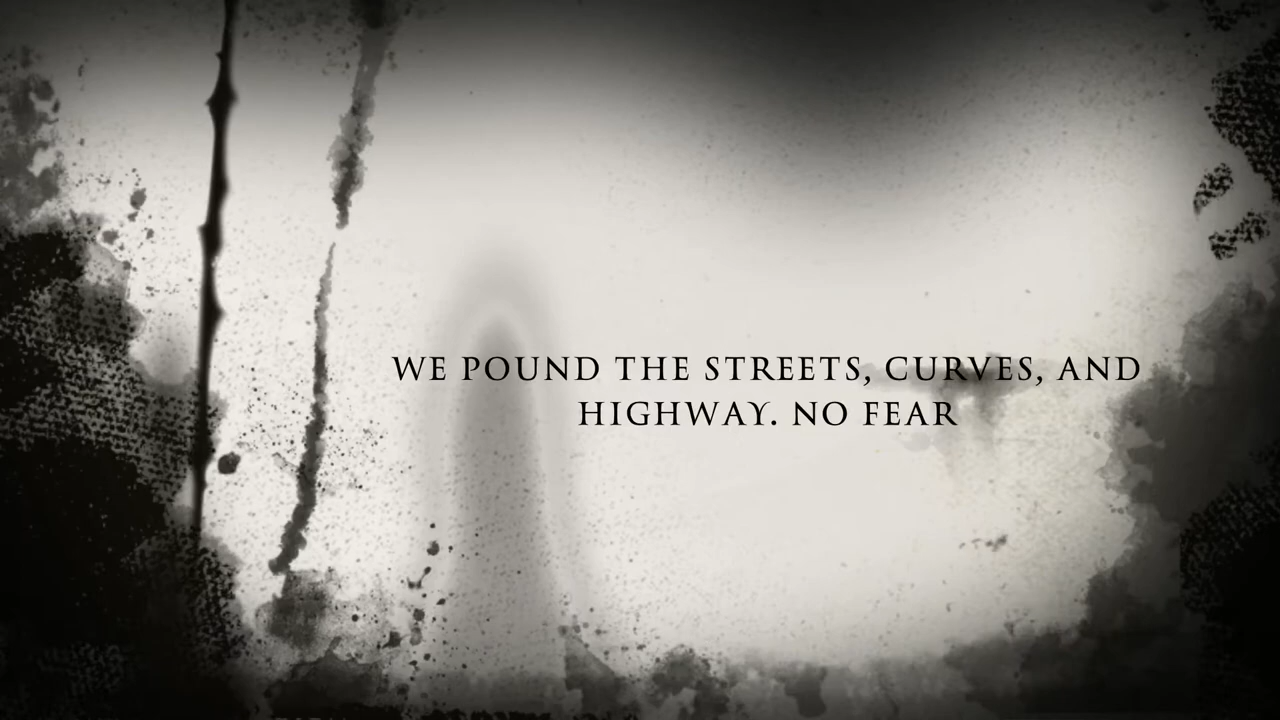 WE POUND THE STREETS, CURVES, AND
HIGHWAY. NO FEAR